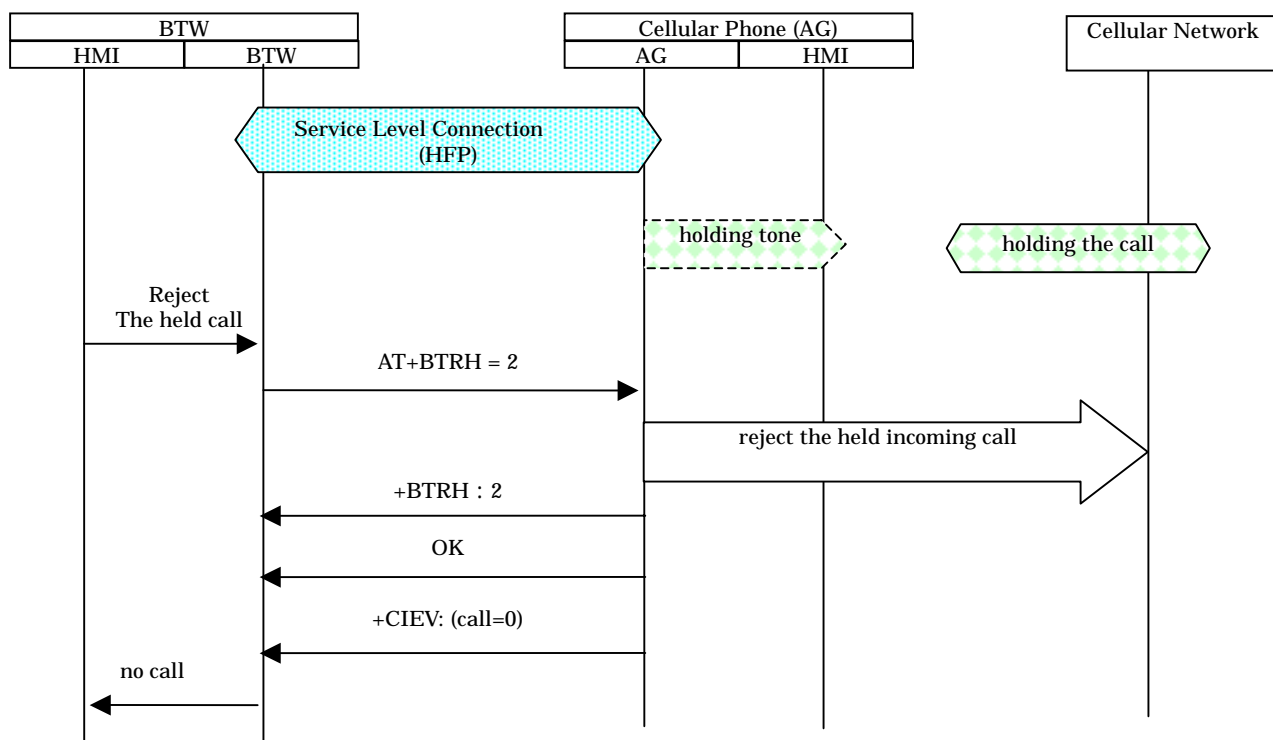 BTW
Cellular Phone (AG)
Cellular Network
HMI
BTW
AG
HMI
Service Level Connection
(HFP)
holding tone
holding the call
Reject
The held call
AT+BTRH = 2
reject the held incoming call
+BTRH : 2
OK
+CIEV: (call=0)
no call